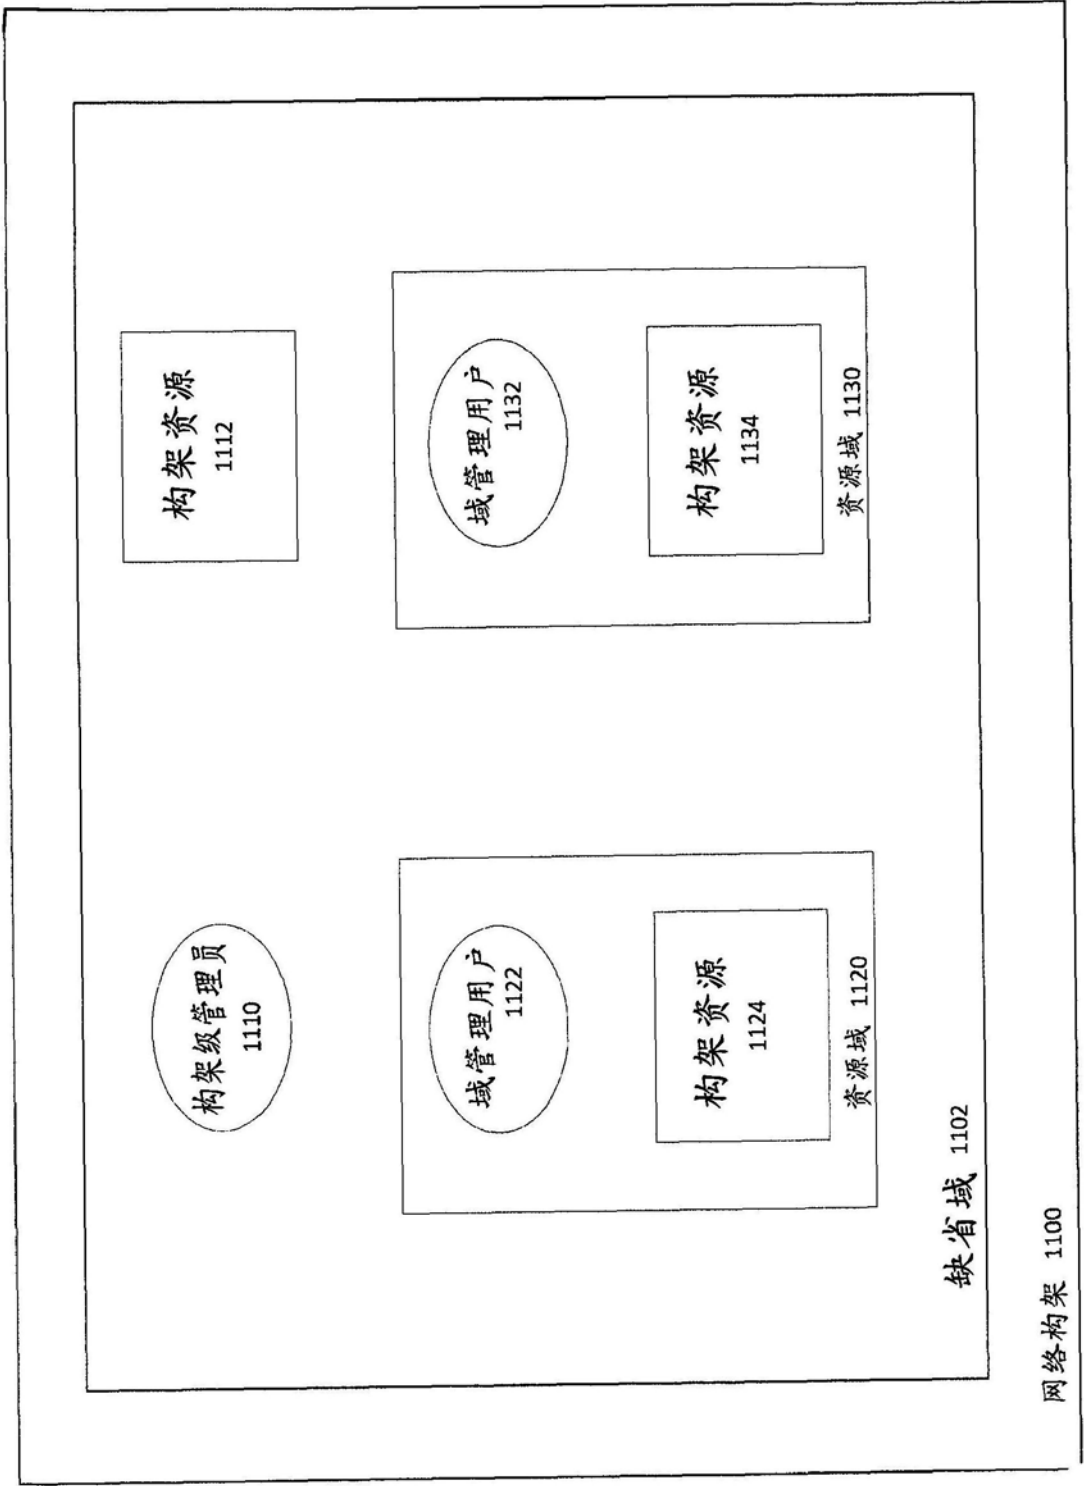 构架级管理员
1110
构架资源
1112
域管理用户
1122
域管理用户
1132
构架资源
1124
构架资源
1134
资源域 1120
资源域 1130
缺省域 1102
网络构架 1100